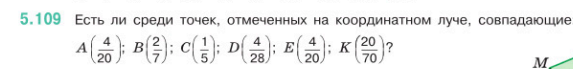 5.109 Есть ли среди точек, отмеченных на координатном луче, совпадающие
A(4/20); B(2/7); C(1/5); D(4/28); E(4/20); K(20/70)?
M